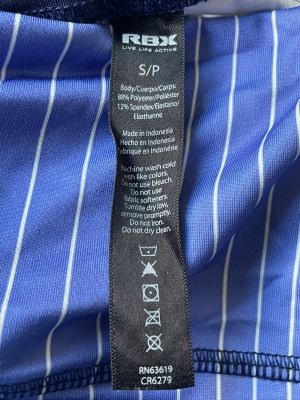 RBX
LIVE LIFE ACTIVE
S/P
Body/Cuerpo/Corps:
88% Polyester/Poliéster
12% Spandex/Elastano/
Elasthanne
Made in Indonesia
Hecho en Indonesia
Fabriqué en Indonesia
Machine wash cold
with like colors.
Do not use bleach.
Do not use
fabric softeners.
Tumble dry low,
remove promptly.
Do not iron.
Do not dry clean.
RN63619
CR6279